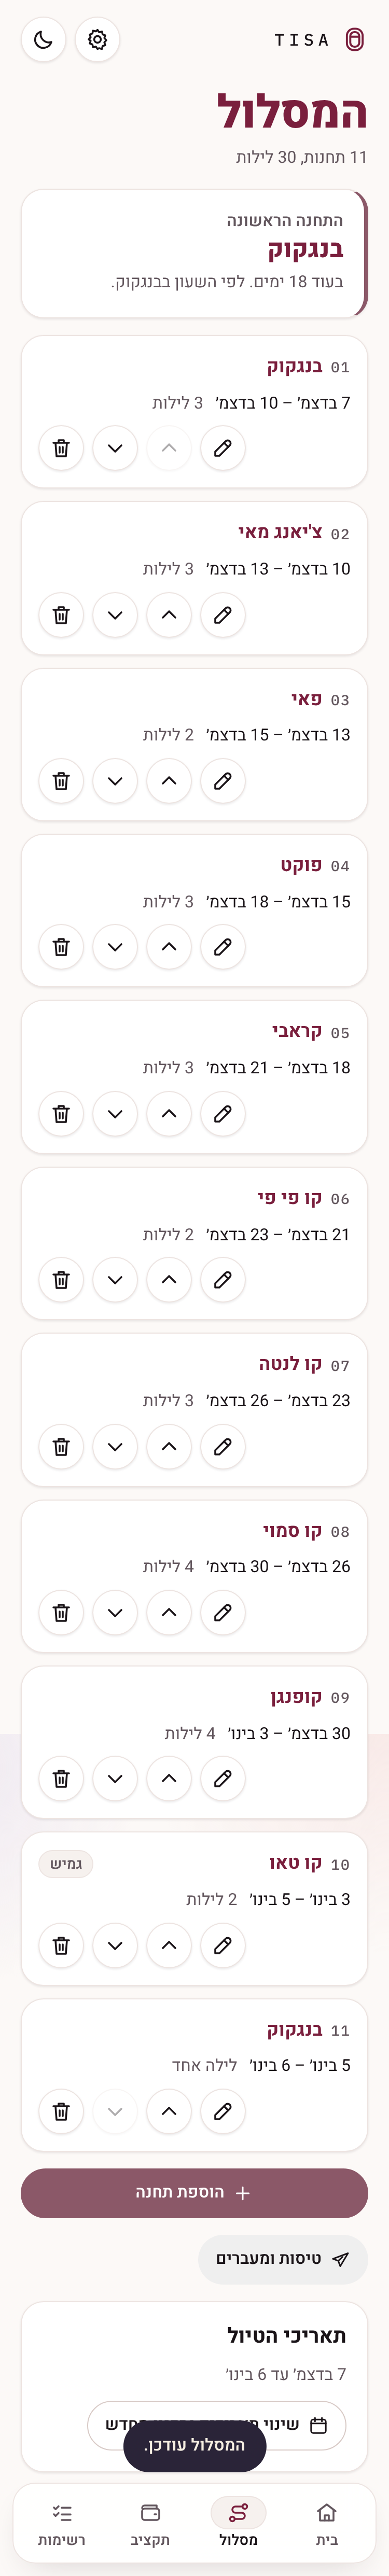 TISA
המסלול
11 תחנות, 30 לילות
התחנה הראשונה
בנגקוק
בעוד 18 ימים. לפי השעון בבנגקוק.
01 בנגקוק
7 בדצמ׳ – 10 בדצמ׳ 3 לילות
02 צ'יאנג מאי
10 בדצמ׳ – 13 בדצמ׳ 3 לילות
03 פאי
13 בדצמ׳ – 15 בדצמ׳ 2 לילות
04 פוקט
15 בדצמ׳ – 18 בדצמ׳ 3 לילות
05 קראבי
18 בדצמ׳ – 21 בדצמ׳ 3 לילות
06 קו פי פי
21 בדצמ׳ – 23 בדצמ׳ 2 לילות
07 קו לנטה
23 בדצמ׳ – 26 בדצמ׳ 3 לילות
08 קו סמוי
26 בדצמ׳ – 30 בדצמ׳ 4 לילות
09 קופנגן
30 בדצמ׳ – 3 בינו׳ 4 לילות
10 קו טאו גמיש
3 בינו׳ – 5 בינו׳ 2 לילות
11 בנגקוק
5 בינו׳ – 6 בינו׳ לילה אחד
הוספת תחנה
טיסות ומעברים
תאריכי הטיול
7 בדצמ׳ עד 6 בינו׳
שינוי
המסלול עודכן.
בית
מסלול
תקציב
רשימות